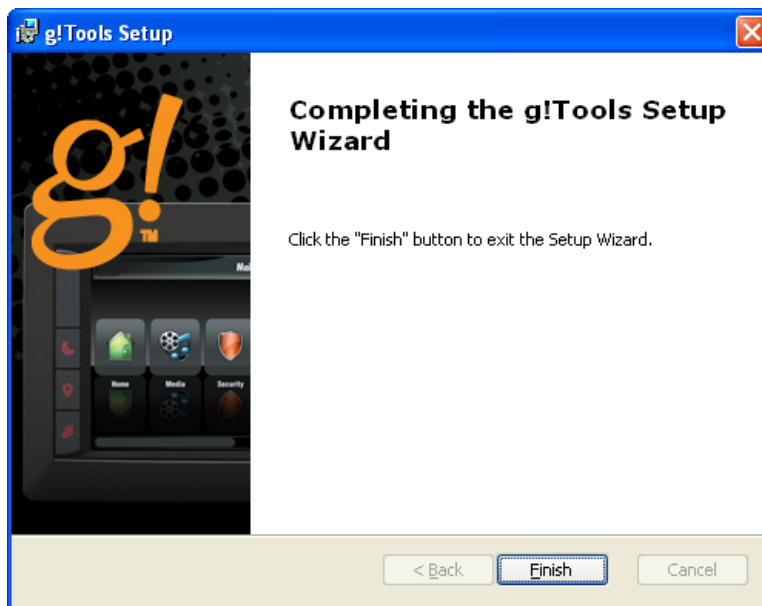 g!Tools Setup
g!
TM
Completing the g!Tools Setup
Wizard
Click the "Finish" button to exit the Setup Wizard.
Home Media Security
< Back Finish Cancel